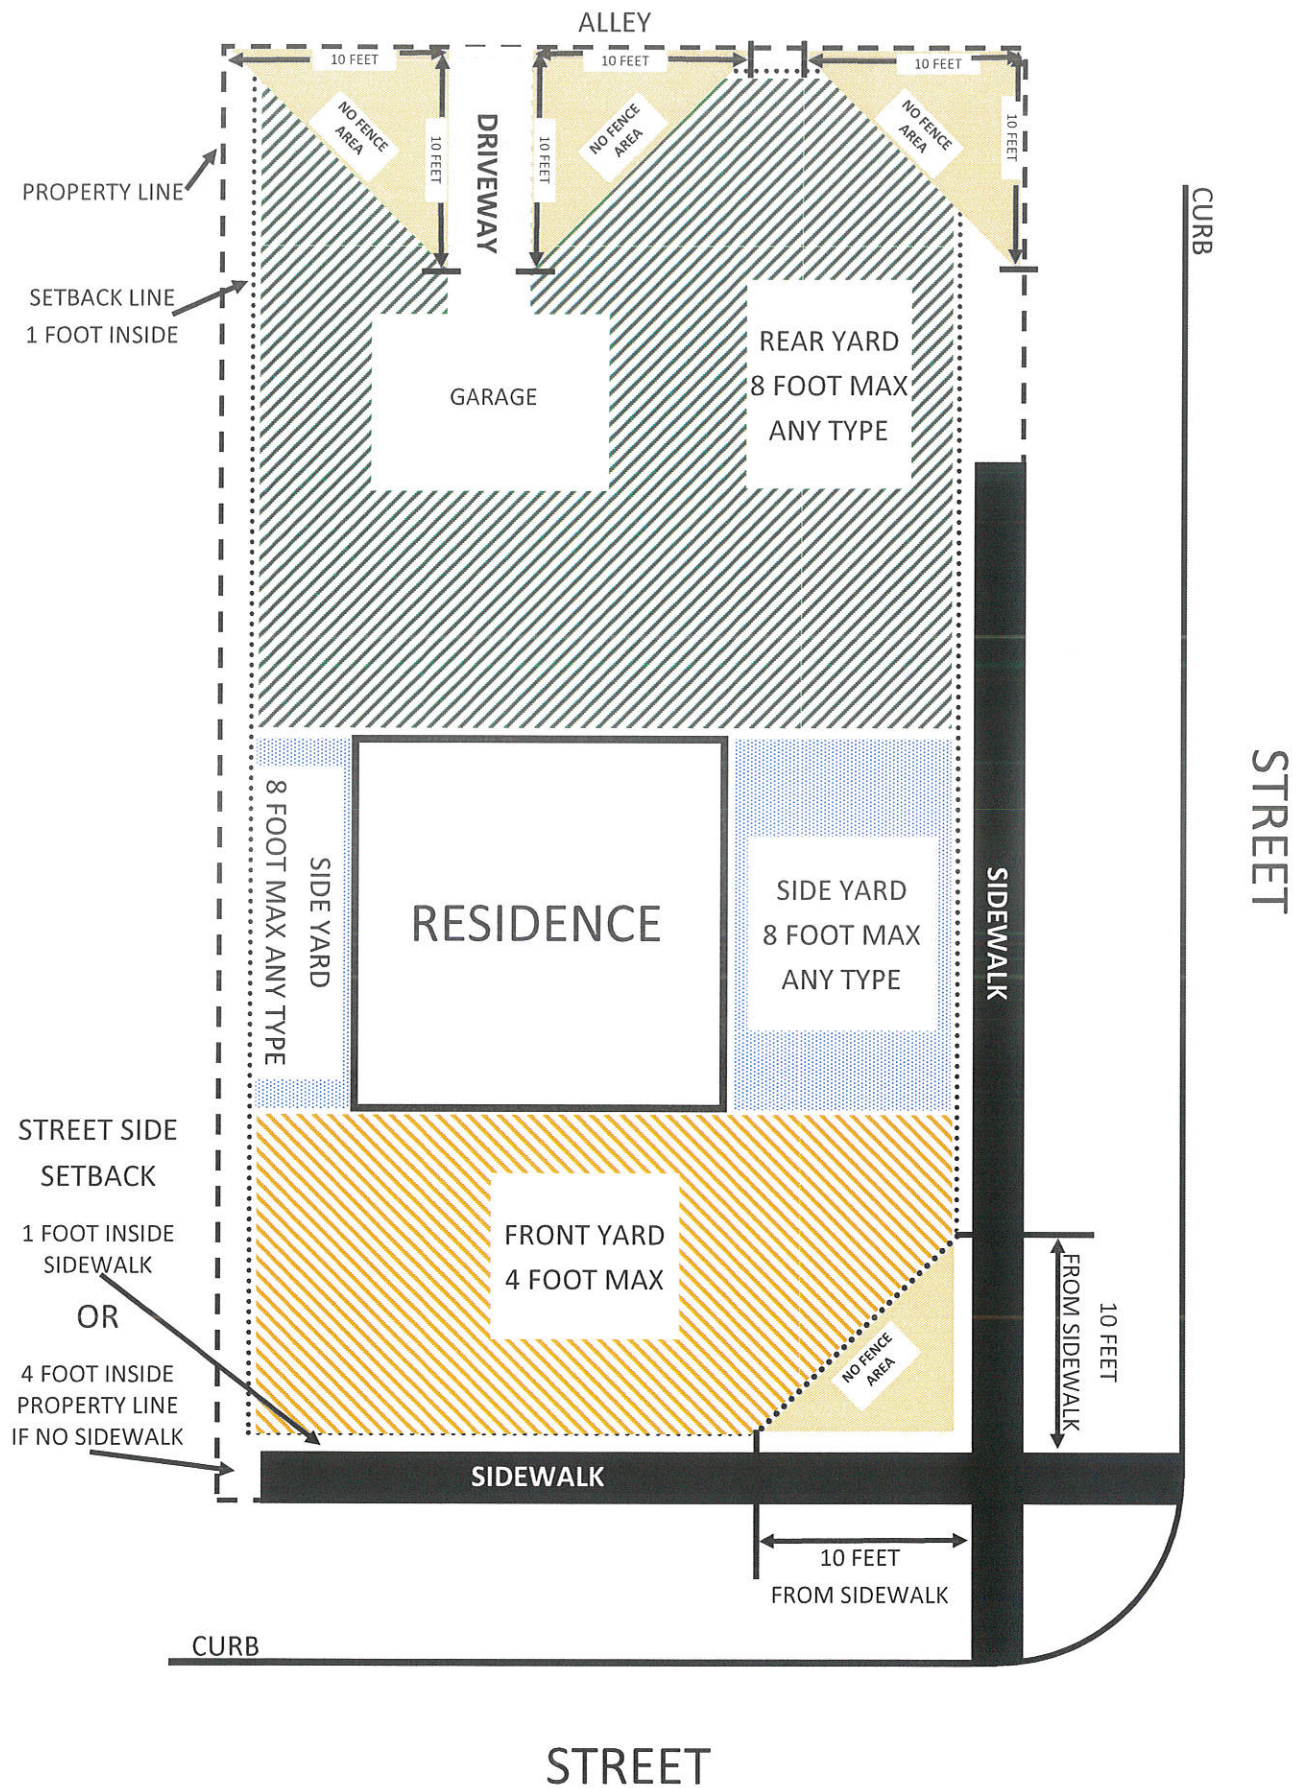 ALLEY
10 FEET
10 FEET
10 FEET
NO FENCE
AREA
10 FEET
DRIVEWAY
10 FEET
NO FENCE
AREA
NO FENCE
AREA
10 FEET
PROPERTY LINE
CURB
SETBACK LINE
1 FOOT INSIDE
GARAGE
REAR YARD
8 FOOT MAX
ANY TYPE
STREET
SIDE YARD
8 FOOT MAX ANY TYPE
RESIDENCE
SIDE YARD
8 FOOT MAX
ANY TYPE
SIDEWALK
STREET SIDE
SETBACK
1 FOOT INSIDE
SIDEWALK
OR
4 FOOT INSIDE
PROPERTY LINE
IF NO SIDEWALK
FRONT YARD
4 FOOT MAX
NO FENCE
AREA
10 FEET
FROM SIDEWALK
SIDEWALK
10 FEET
FROM SIDEWALK
CURB
STREET